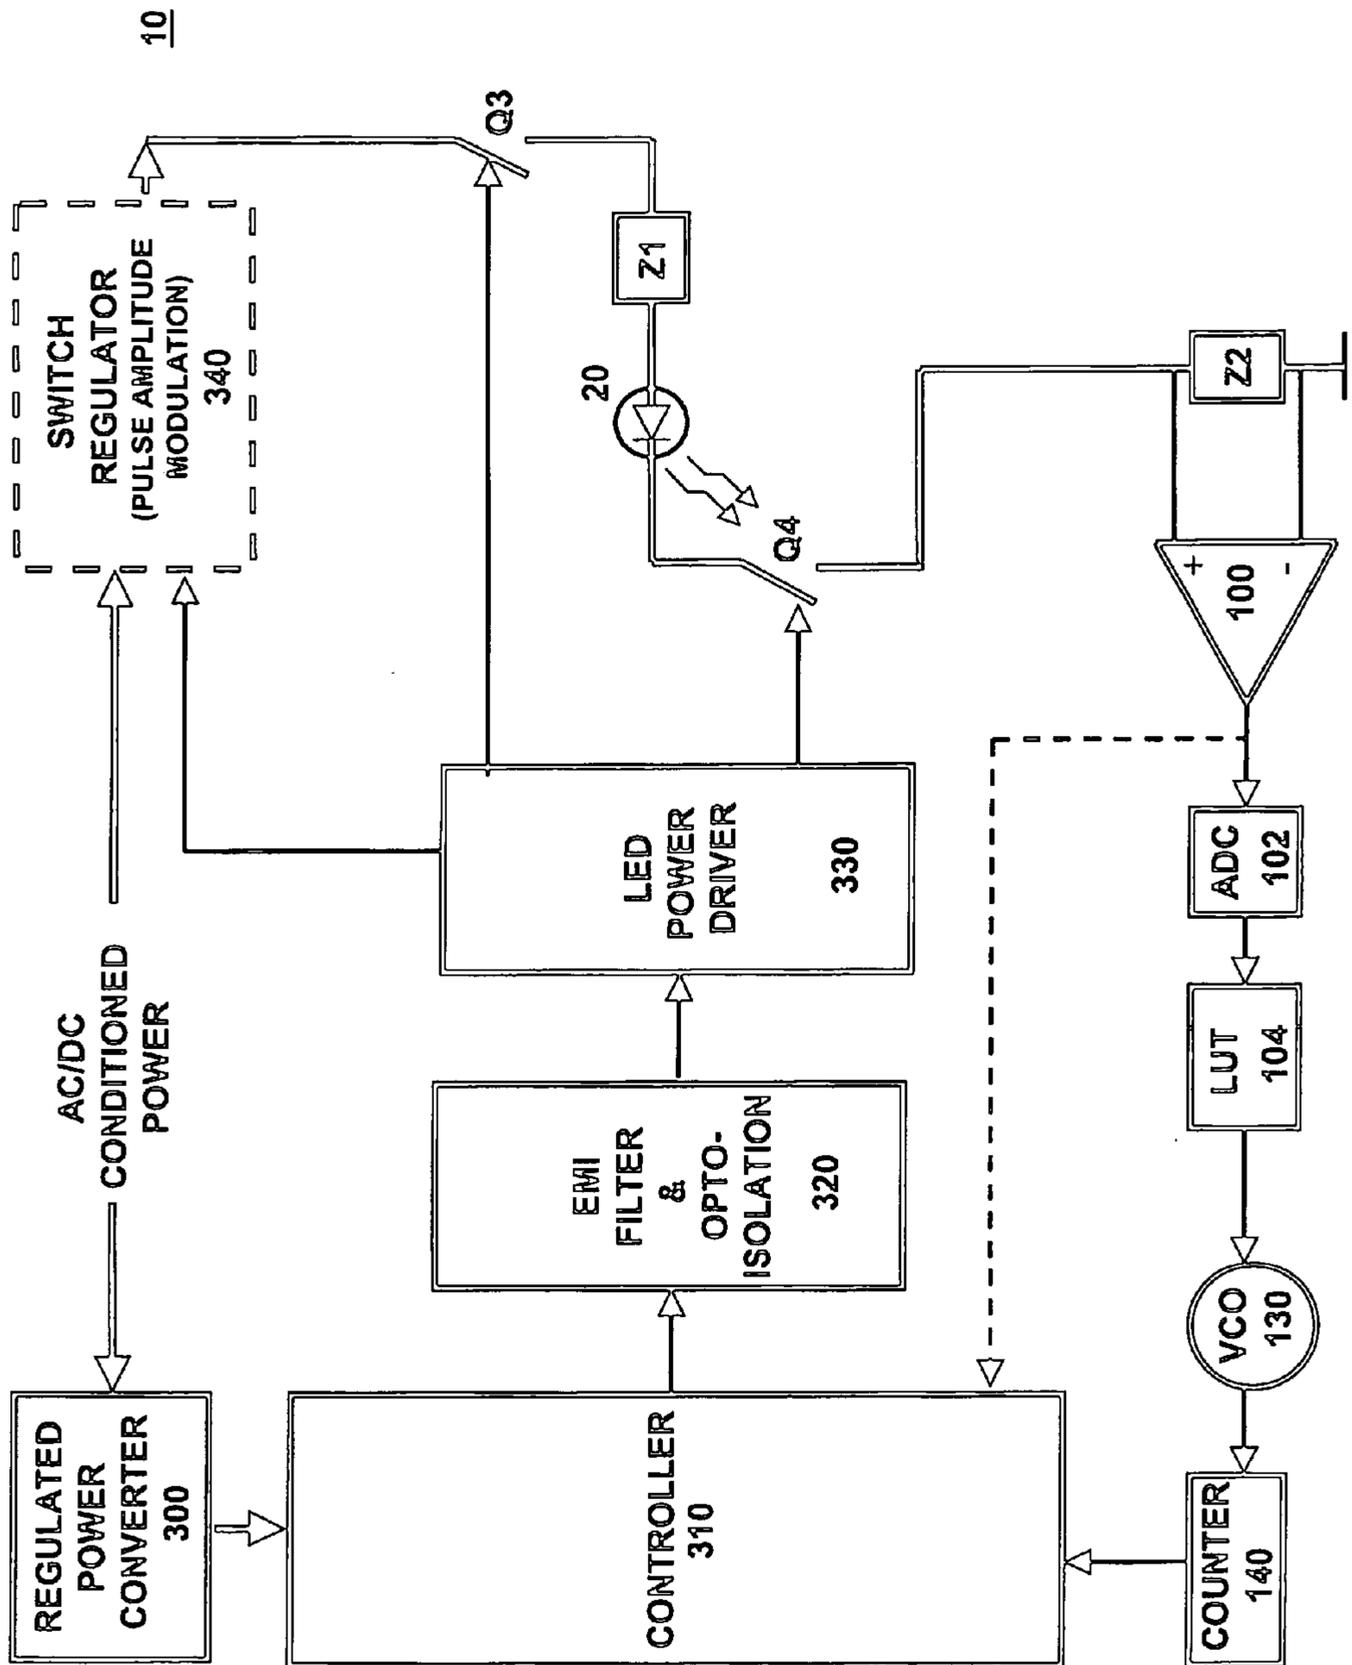 10
SWITCH
REGULATOR
(PULSE AMPLITUDE
MODULATION)
340
AC/DC
CONDITIONED
POWER
REGULATED
POWER
CONVERTER
300
Q3
Z1
20
Q4
LED
POWER
DRIVER
330
EMI
FILTER
&
OPTO-
ISOLATION
320
CONTROLLER
310
Z2
+
-
100
ADC
102
LUT
104
VCO
130
COUNTER
140